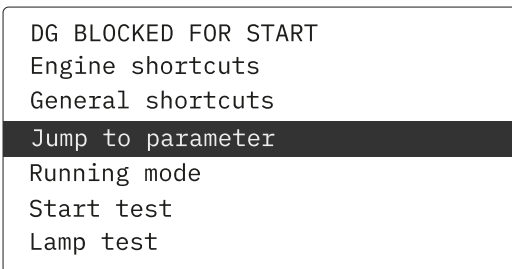 DG BLOCKED FOR START
Engine shortcuts
General shortcuts
Jump to parameter
Running mode
Start test
Lamp test